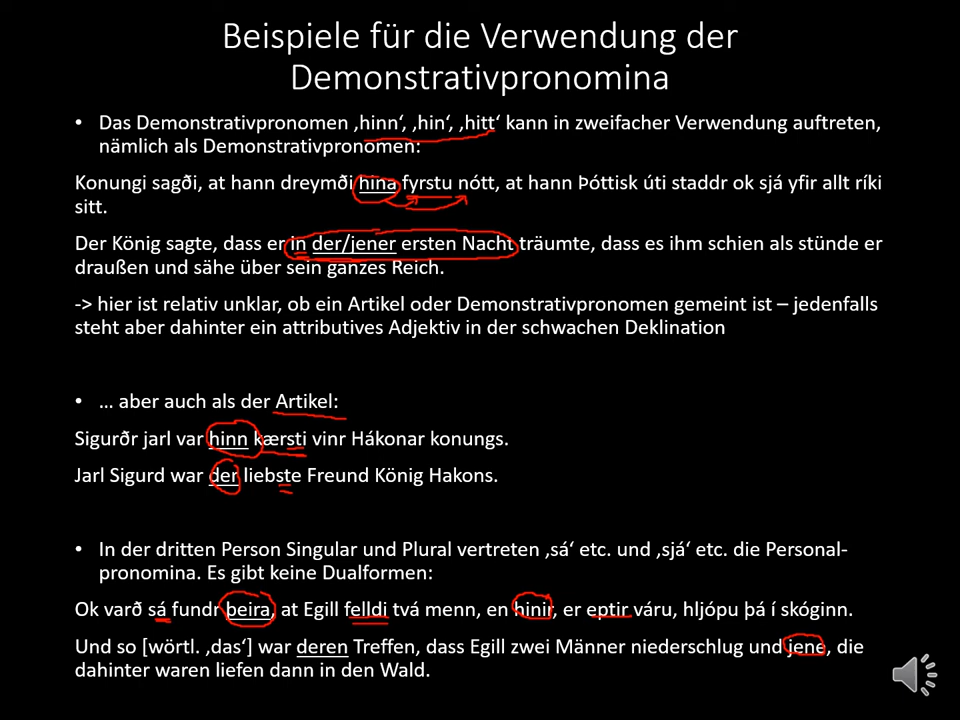 Beispiele für die Verwendung der
Demonstrativpronomina
• Das Demonstrativpronomen ‚hinn‘, ‚hin‘, ‚hitt‘ kann in zweifacher Verwendung auftreten,
nämlich als Demonstrativpronomen:
Konungi sagði, at hann dreymði hina fyrstu nótt, at hann Þóttisk úti staddr ok sjá yfir allt ríki
sitt.
Der König sagte, dass er in der/jener ersten Nacht träumte, dass es ihm schien als stünde er
draußen und sähe über sein ganzes Reich.
-> hier ist relativ unklar, ob ein Artikel oder Demonstrativpronomen gemeint ist – jedenfalls
steht aber dahinter ein attributives Adjektiv in der schwachen Deklination
• … aber auch als der Artikel:
Sigurðr jarl var hinn kærsti vinr Hákonar konungs.
Jarl Sigurd war der liebste Freund König Hakons.
• In der dritten Person Singular und Plural vertreten ‚sá‘ etc. und ‚sjá‘ etc. die Personal-
pronomina. Es gibt keine Dualformen:
Ok varð sá fundr þeira, at Egill felldi tvá menn, en hinir, er eptir váru, hljópu þá í skóginn.
Und so [wörtl. ‚das‘] war deren Treffen, dass Egill zwei Männer niederschlug und jene, die
dahinter waren liefen dann in den Wald.